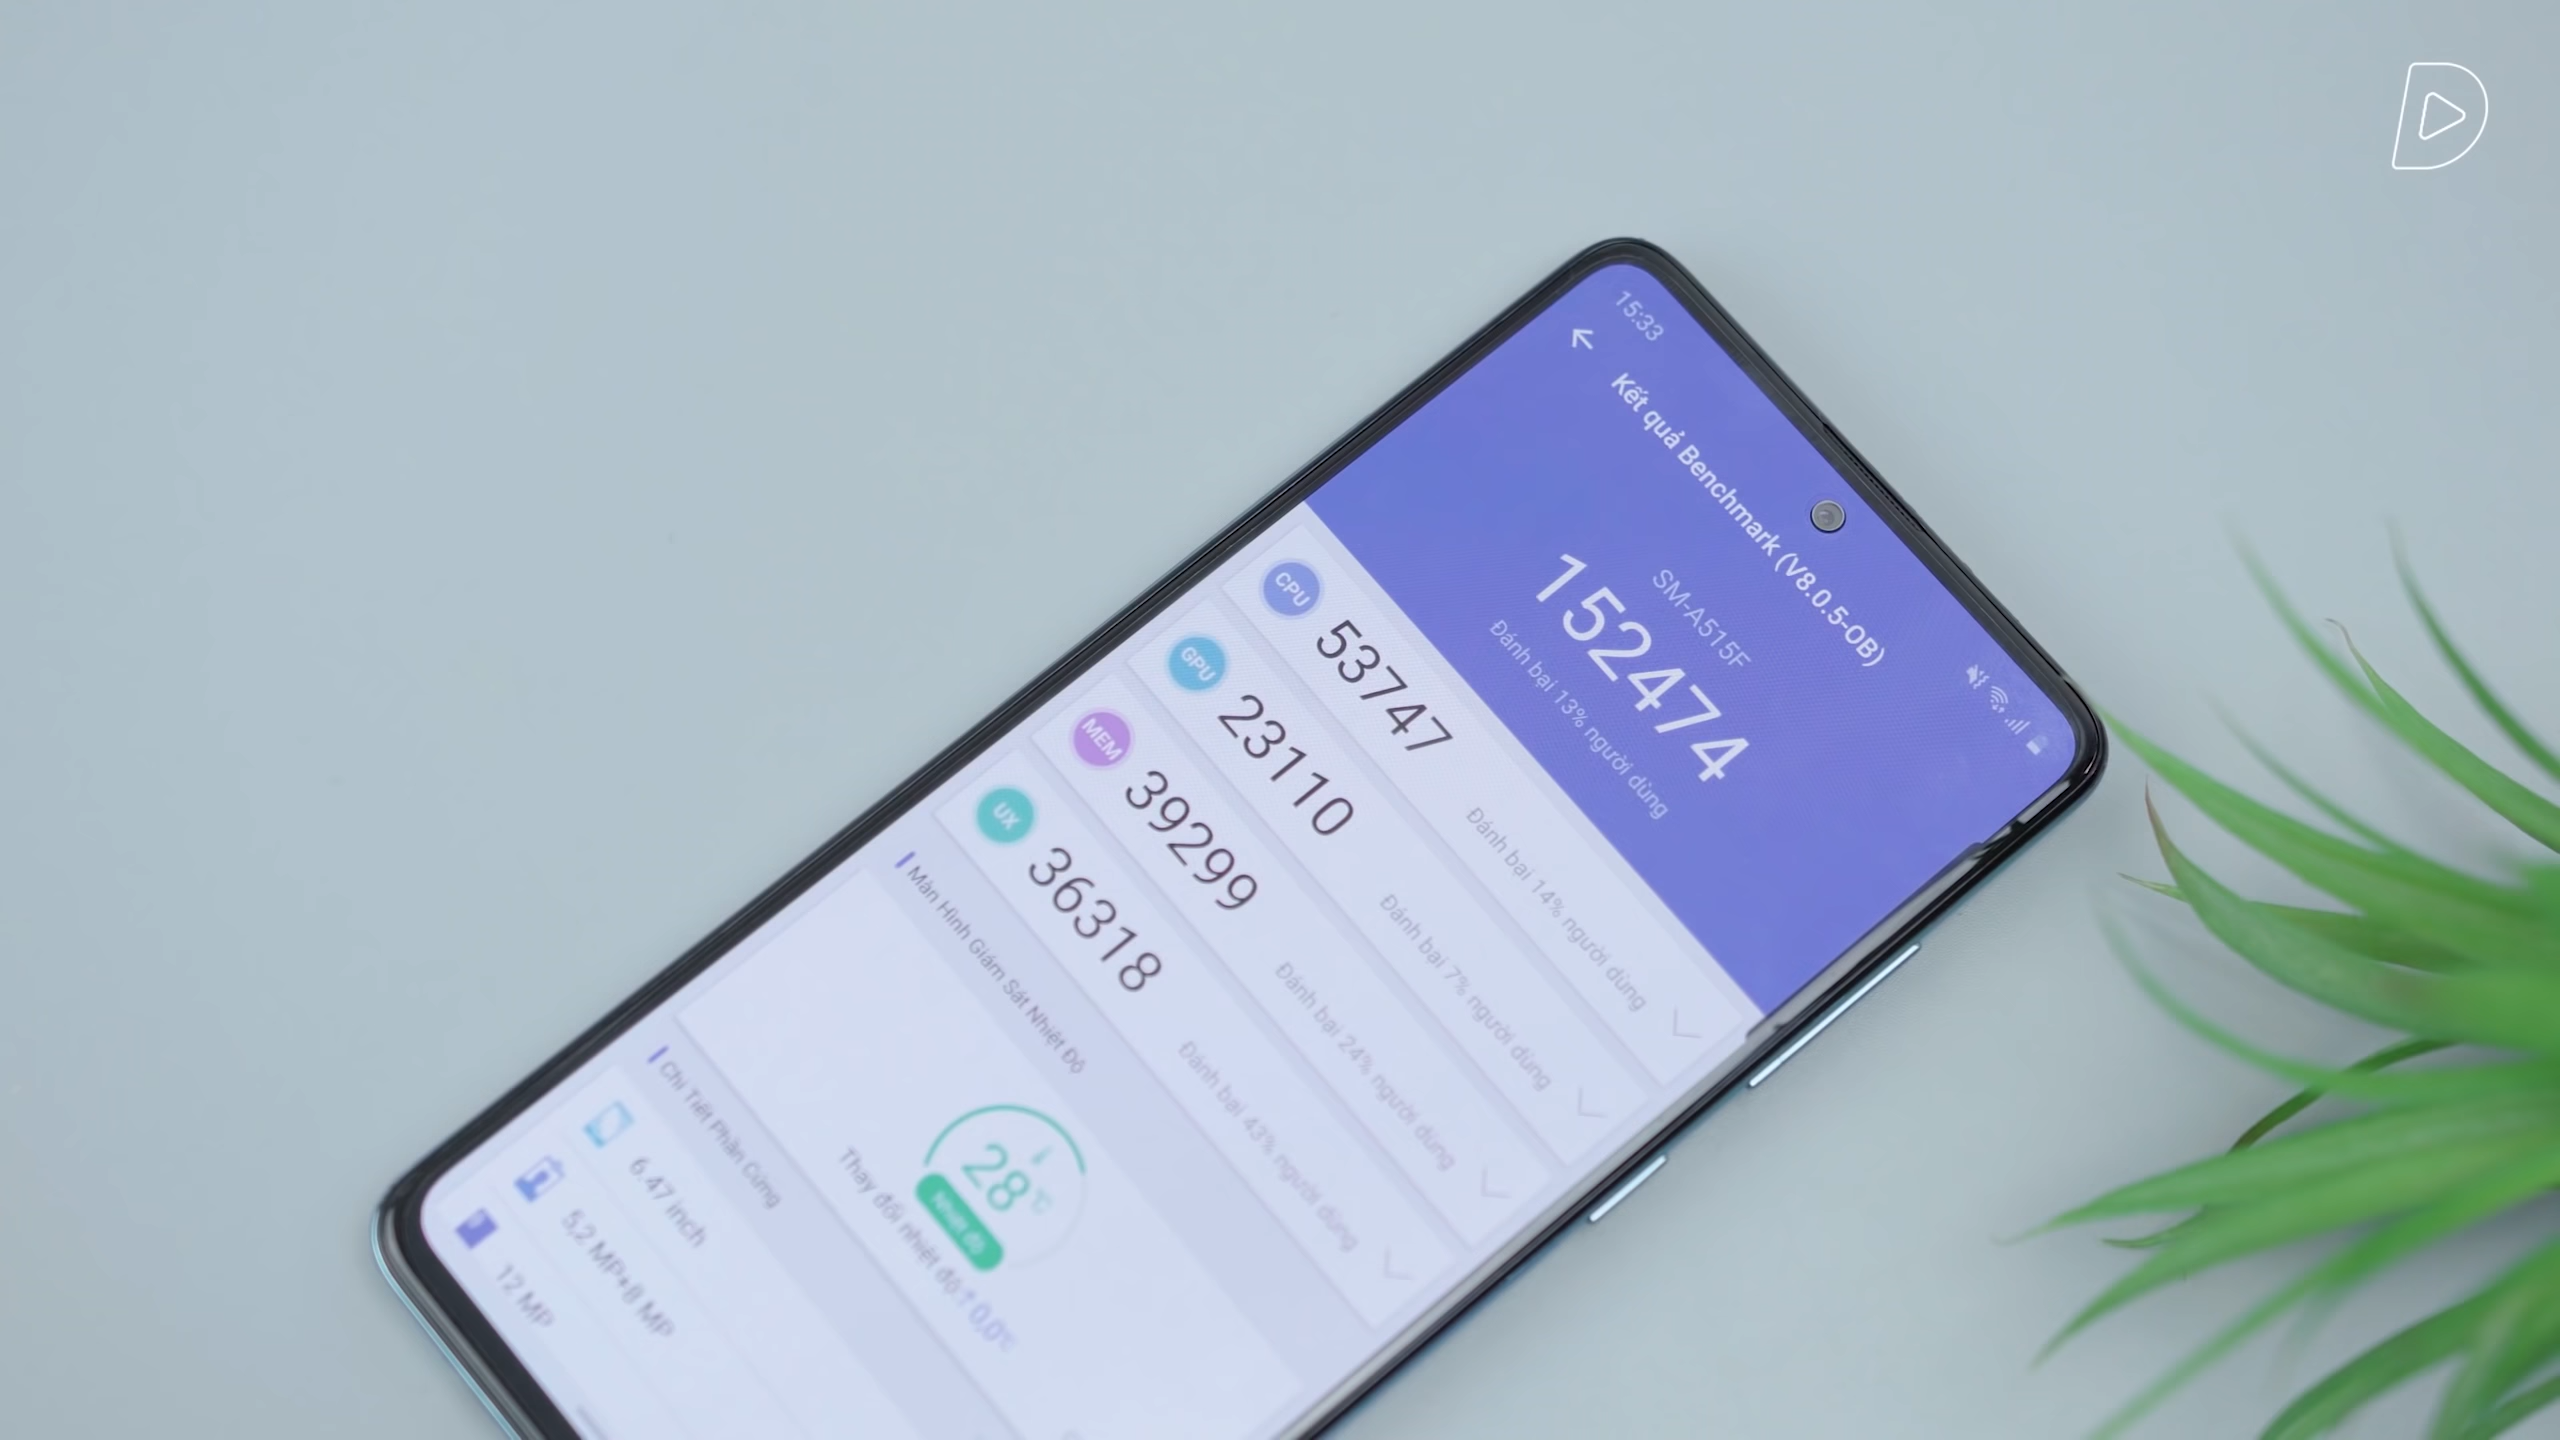 15:33
Kết quả Benchmark (V8.0.5-OB)
SM-A515F
152474
Đánh bại 13% người dùng
CPU 53747 Đánh bại 14% người dùng
GPU 23110 Đánh bại 7% người dùng
MEM 39299 Đánh bại 24% người dùng
UX 36318 Đánh bại 43% người dùng
Màn Hình Giám Sát Nhiệt Độ
28 °C
Nhiệt độ
Thay đổi nhiệt độ:↑0,0℃
Chi Tiết Phần Cứng
6.47 inch
5,2 MP+8 MP
12 MP